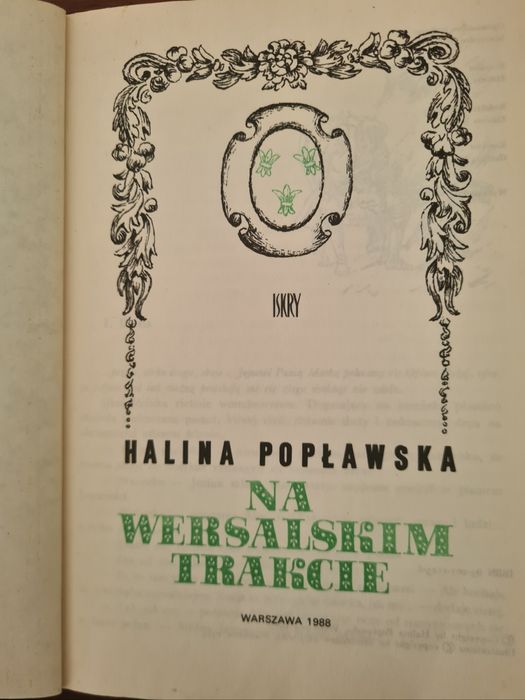 ISKRY
HALINA POPŁAWSKA
NA
WERSALSKIM
TRAKCIE
WARSZAWA 1988